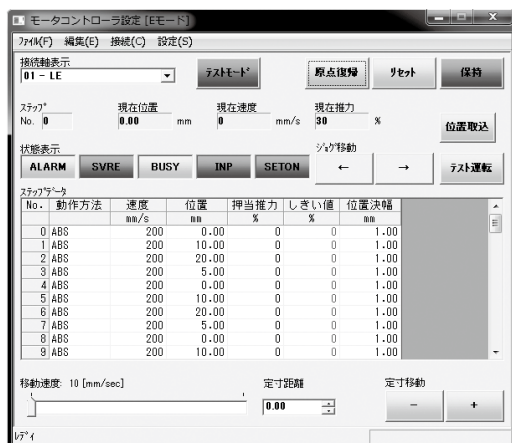 モータコントローラ設定 [Eモード]
ファイル(F) 編集(E) 接続(C) 設定(S)
接続軸表示
01 - LE
テストモード
原点復帰
リセット
保持
ステップ 現在位置 現在速度 現在推力
No. 0 0.00 mm 0 mm/s 30 %
位置取込
状態表示
ジョグ移動
ALARM SVRE BUSY INP SETON ← → テスト運転
ステップデータ
No. 動作方法 速度 位置 押当推力 しきい値 位置決幅
mm/s mm % % mm
0 ABS 200 0.00 0 0 1.00
1 ABS 200 10.00 0 0 1.00
2 ABS 200 20.00 0 0 1.00
3 ABS 200 5.00 0 0 1.00
4 ABS 200 0.00 0 0 1.00
5 ABS 200 10.00 0 0 1.00
6 ABS 200 20.00 0 0 1.00
7 ABS 200 5.00 0 0 1.00
8 ABS 200 0.00 0 0 1.00
9 ABS 200 10.00 0 0 1.00
移動速度: 10 [mm/sec] 定寸距離 定寸移動
0.00 - +
レディ